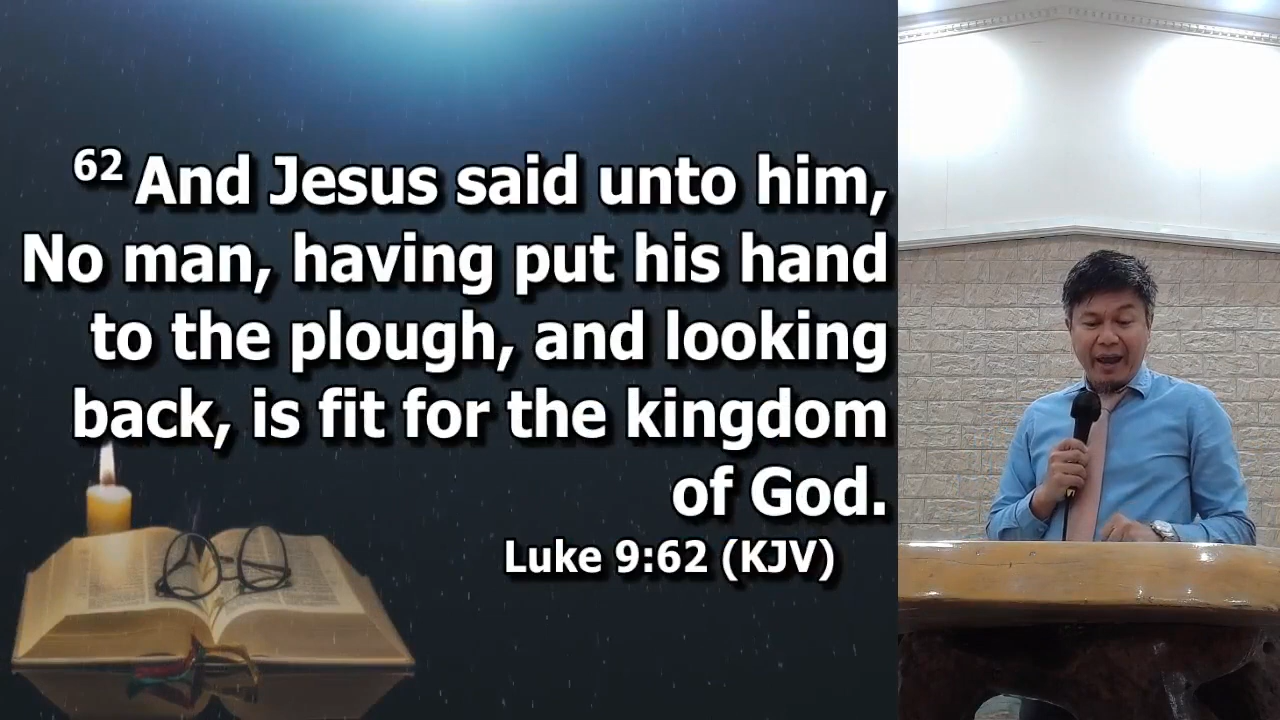 62 And Jesus said unto him,
No man, having put his hand
to the plough, and looking
back, is fit for the kingdom
of God.
Luke 9:62 (KJV)